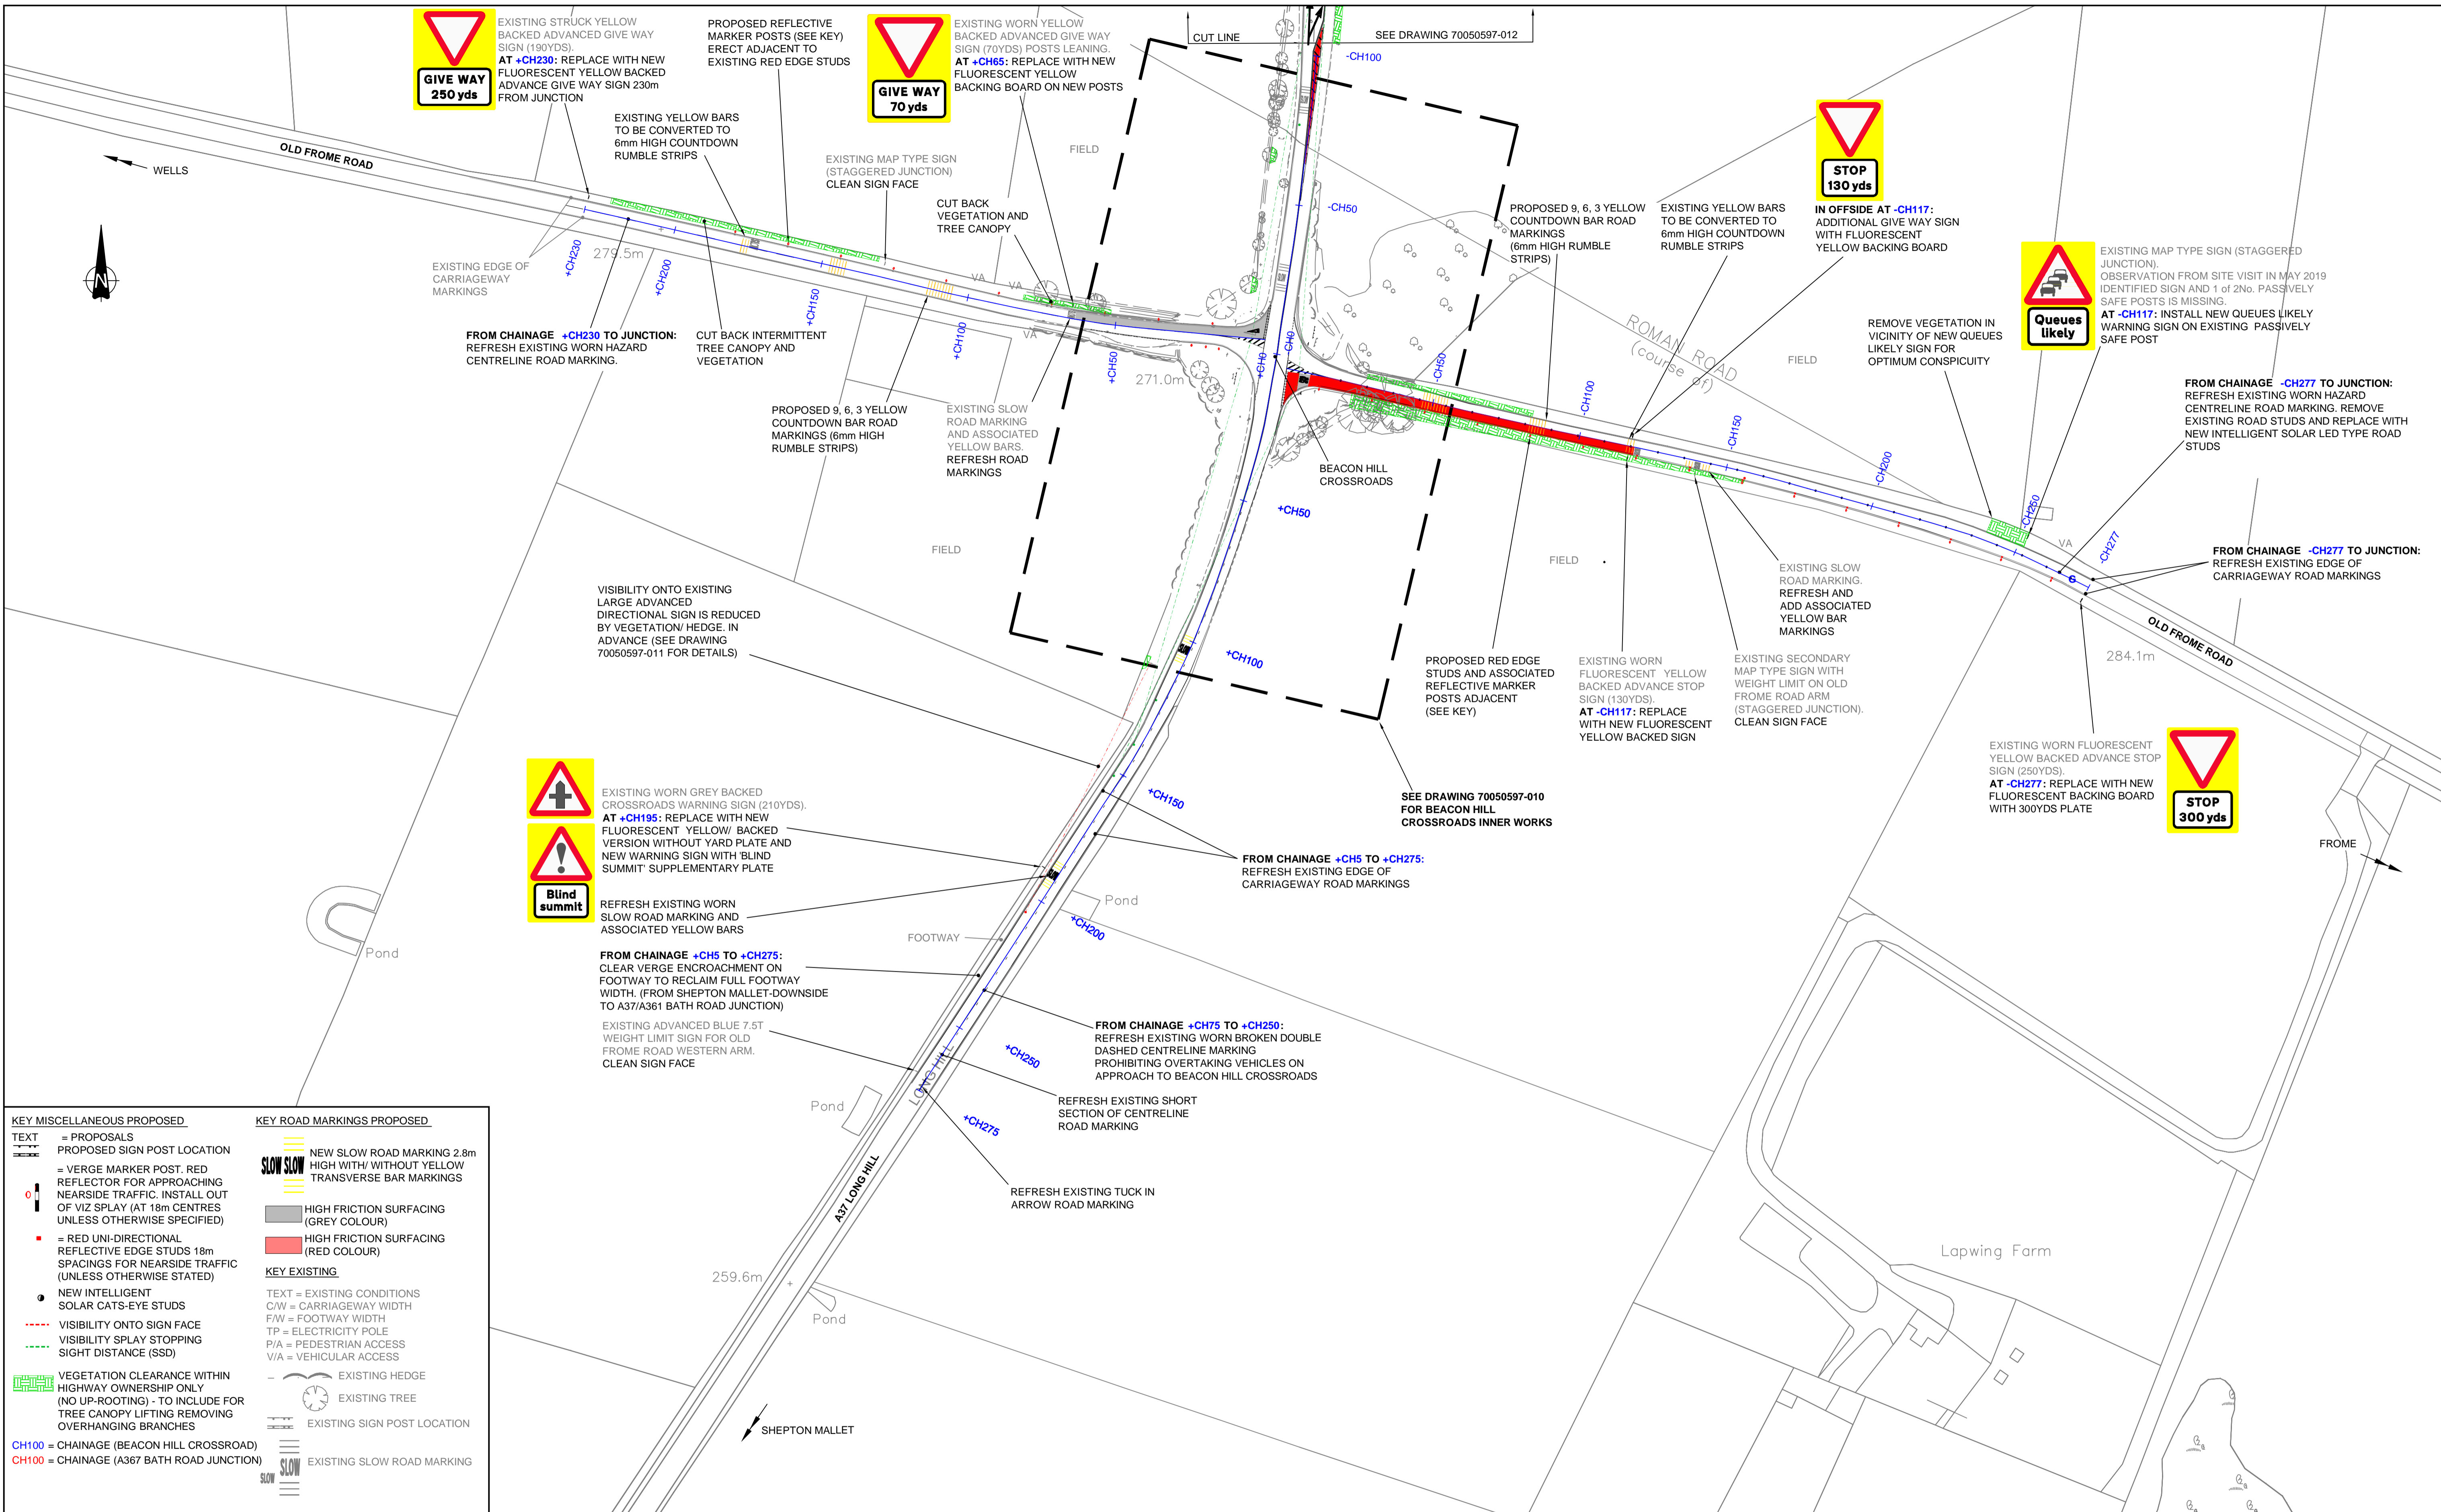 GIVE WAY
250 yds
EXISTING STRUCK YELLOW
BACKED ADVANCED GIVE WAY
SIGN (190YDS).
AT +CH230: REPLACE WITH NEW
FLUORESCENT YELLOW BACKED
ADVANCE GIVE WAY SIGN 230m
FROM JUNCTION
PROPOSED REFLECTIVE
MARKER POSTS (SEE KEY)
ERECT ADJACENT TO
EXISTING RED EDGE STUDS
GIVE WAY
70 yds
EXISTING WORN YELLOW
BACKED ADVANCED GIVE WAY
SIGN (70YDS) POSTS LEANING.
AT +CH65: REPLACE WITH NEW
FLUORESCENT YELLOW
BACKING BOARD ON NEW POSTS
CUT LINE
SEE DRAWING 70050597-012
-CH100
EXISTING YELLOW BARS
TO BE CONVERTED TO
6mm HIGH COUNTDOWN
RUMBLE STRIPS
EXISTING MAP TYPE SIGN
(STAGGERED JUNCTION)
CLEAN SIGN FACE
CUT BACK
VEGETATION AND
TREE CANOPY
FIELD
OLD FROME ROAD
WELLS
N
STOP
130 yds
IN OFFSIDE AT -CH117:
ADDITIONAL GIVE WAY SIGN
WITH FLUORESCENT
YELLOW BACKING BOARD
-CH50
PROPOSED 9, 6, 3 YELLOW
COUNTDOWN BAR ROAD
MARKINGS
(6mm HIGH RUMBLE
STRIPS)
EXISTING YELLOW BARS
TO BE CONVERTED TO
6mm HIGH COUNTDOWN
RUMBLE STRIPS
Queues
likely
EXISTING MAP TYPE SIGN (STAGGERED
JUNCTION).
OBSERVATION FROM SITE VISIT IN MAY 2019
IDENTIFIED SIGN AND 1 of 2No. PASSIVELY
SAFE POSTS IS MISSING.
AT -CH117: INSTALL NEW QUEUES LIKELY
WARNING SIGN ON EXISTING PASSIVELY
SAFE POST
EXISTING EDGE OF
CARRIAGEWAY
MARKINGS
+CH230
279.5m
+CH200
+CH150
VA
VA
+CH100
VA
+CH50
271.0m
+CH0
-CH0
FROM CHAINAGE +CH230 TO JUNCTION:
REFRESH EXISTING WORN HAZARD
CENTRELINE ROAD MARKING.
CUT BACK INTERMITTENT
TREE CANOPY AND
VEGETATION
PROPOSED 9, 6, 3 YELLOW
COUNTDOWN BAR ROAD
MARKINGS (6mm HIGH
RUMBLE STRIPS)
EXISTING SLOW
ROAD MARKING
AND ASSOCIATED
YELLOW BARS.
REFRESH ROAD
MARKINGS
ROMAN ROAD
(course of)
FIELD
REMOVE VEGETATION IN
VICINITY OF NEW QUEUES
LIKELY SIGN FOR
OPTIMUM CONSPICUITY
-CH50
-CH100
-CH150
-CH200
-CH250
VA
-CH277
G
FROM CHAINAGE -CH277 TO JUNCTION:
REFRESH EXISTING WORN HAZARD
CENTRELINE ROAD MARKING. REMOVE
EXISTING ROAD STUDS AND REPLACE WITH
NEW INTELLIGENT SOLAR LED TYPE ROAD
STUDS
BEACON HILL
CROSSROADS
+CH50
FIELD
FIELD
FROM CHAINAGE -CH277 TO JUNCTION:
REFRESH EXISTING EDGE OF
CARRIAGEWAY ROAD MARKINGS
EXISTING SLOW
ROAD MARKING.
REFRESH AND
ADD ASSOCIATED
YELLOW BAR
MARKINGS
OLD FROME ROAD
284.1m
VISIBILITY ONTO EXISTING
LARGE ADVANCED
DIRECTIONAL SIGN IS REDUCED
BY VEGETATION/ HEDGE. IN
ADVANCE (SEE DRAWING
70050597-011 FOR DETAILS)
+CH100
PROPOSED RED EDGE
STUDS AND ASSOCIATED
REFLECTIVE MARKER
POSTS ADJACENT
(SEE KEY)
EXISTING WORN
FLUORESCENT YELLOW
BACKED ADVANCE STOP
SIGN (130YDS).
AT -CH117: REPLACE
WITH NEW FLUORESCENT
YELLOW BACKED SIGN
EXISTING SECONDARY
MAP TYPE SIGN WITH
WEIGHT LIMIT ON OLD
FROME ROAD ARM
(STAGGERED JUNCTION).
CLEAN SIGN FACE
EXISTING WORN FLUORESCENT
YELLOW BACKED ADVANCE STOP
SIGN (250YDS).
AT -CH277: REPLACE WITH NEW
FLUORESCENT BACKING BOARD
WITH 300YDS PLATE
STOP
300 yds
FROME
EXISTING WORN GREY BACKED
CROSSROADS WARNING SIGN (210YDS).
AT +CH195: REPLACE WITH NEW
FLUORESCENT YELLOW/ BACKED
VERSION WITHOUT YARD PLATE AND
NEW WARNING SIGN WITH 'BLIND
SUMMIT' SUPPLEMENTARY PLATE
Blind
summit
+CH150
SEE DRAWING 70050597-010
FOR BEACON HILL
CROSSROADS INNER WORKS
FROM CHAINAGE +CH5 TO +CH275:
REFRESH EXISTING EDGE OF
CARRIAGEWAY ROAD MARKINGS
REFRESH EXISTING WORN
SLOW ROAD MARKING AND
ASSOCIATED YELLOW BARS
Pond
Pond
+CH200
FOOTWAY
FROM CHAINAGE +CH5 TO +CH275:
CLEAR VERGE ENCROACHMENT ON
FOOTWAY TO RECLAIM FULL FOOTWAY
WIDTH. (FROM SHEPTON MALLET-DOWNSIDE
TO A37/A361 BATH ROAD JUNCTION)
EXISTING ADVANCED BLUE 7.5T
WEIGHT LIMIT SIGN FOR OLD
FROME ROAD WESTERN ARM.
CLEAN SIGN FACE
FROM CHAINAGE +CH75 TO +CH250:
REFRESH EXISTING WORN BROKEN DOUBLE
DASHED CENTRELINE MARKING
PROHIBITING OVERTAKING VEHICLES ON
APPROACH TO BEACON HILL CROSSROADS
+CH250
LONG HILL
Pond
+CH275
REFRESH EXISTING SHORT
SECTION OF CENTRELINE
ROAD MARKING
REFRESH EXISTING TUCK IN
ARROW ROAD MARKING
A37 LONG HILL
259.6m
Pond
SHEPTON MALLET
Lapwing Farm
KEY MISCELLANEOUS PROPOSED
TEXT = PROPOSALS
PROPOSED SIGN POST LOCATION
= VERGE MARKER POST. RED
REFLECTOR FOR APPROACHING
NEARSIDE TRAFFIC. INSTALL OUT
OF VIZ SPLAY (AT 18m CENTRES
UNLESS OTHERWISE SPECIFIED)
= RED UNI-DIRECTIONAL
REFLECTIVE EDGE STUDS 18m
SPACINGS FOR NEARSIDE TRAFFIC
(UNLESS OTHERWISE STATED)
NEW INTELLIGENT
SOLAR CATS-EYE STUDS
VISIBILITY ONTO SIGN FACE
VISIBILITY SPLAY STOPPING
SIGHT DISTANCE (SSD)
VEGETATION CLEARANCE WITHIN
HIGHWAY OWNERSHIP ONLY
(NO UP-ROOTING) - TO INCLUDE FOR
TREE CANOPY LIFTING REMOVING
OVERHANGING BRANCHES
CH100 = CHAINAGE (BEACON HILL CROSSROAD)
CH100 = CHAINAGE (A367 BATH ROAD JUNCTION)
KEY ROAD MARKINGS PROPOSED
SLOW SLOW
NEW SLOW ROAD MARKING 2.8m
HIGH WITH/ WITHOUT YELLOW
TRANSVERSE BAR MARKINGS
HIGH FRICTION SURFACING
(GREY COLOUR)
HIGH FRICTION SURFACING
(RED COLOUR)
KEY EXISTING
TEXT = EXISTING CONDITIONS
C/W = CARRIAGEWAY WIDTH
F/W = FOOTWAY WIDTH
TP = ELECTRICITY POLE
P/A = PEDESTRIAN ACCESS
V/A = VEHICULAR ACCESS
EXISTING HEDGE
EXISTING TREE
EXISTING SIGN POST LOCATION
SLOW SLOW
EXISTING SLOW ROAD MARKING